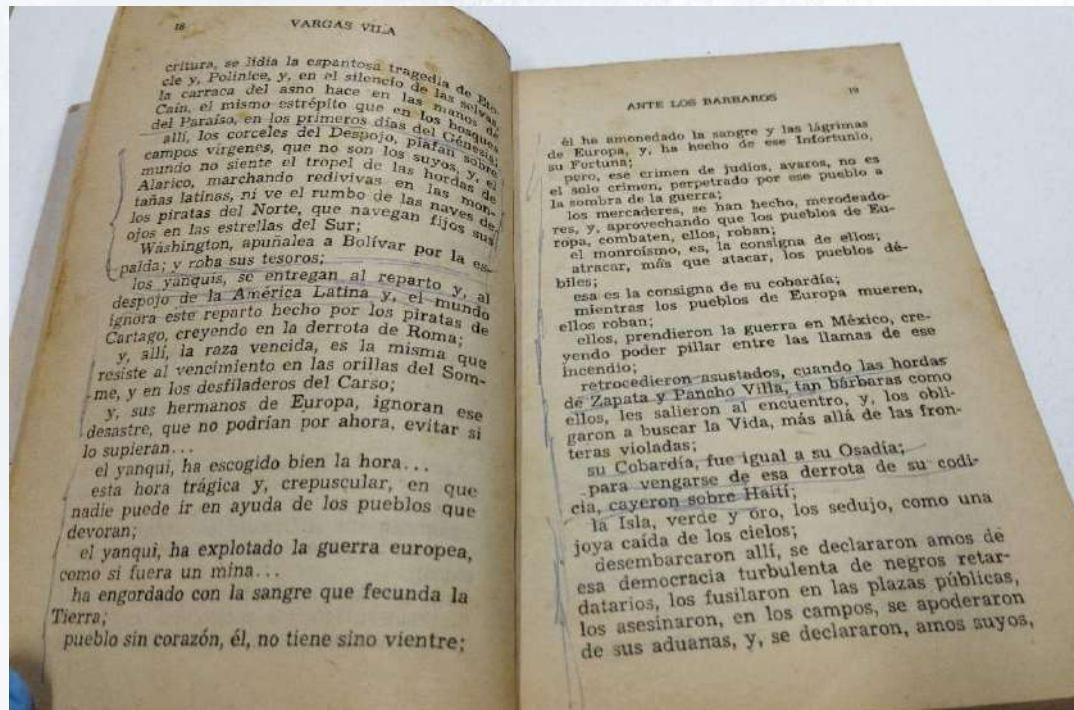 18
VARGAS VILA
critura, se lidia la espantosa tragedia de Eteo-
cle y, Polinice, y, en el silencio de las selvas,
la carraca del asno hace en las manos de
Caín, el mismo estrépito que en los bosques
del Paraíso, en los primeros días del Génesis;
allí, los corceles del Despojo, piafan sobre
campos vírgenes, que no son los suyos, y, el
mundo no siente el tropel de las hordas de
Alarico, marchando redivivas en las mon-
tañas latinas, ni ve el rumbo de las naves de
los piratas del Norte, que navegan fijos sus
ojos en las estrellas del Sur;
Wáshington, apuñalea a Bolívar por la es-
palda; y roba sus tesoros;
los yanquis, se entregan al reparto y, al
despojo de la América Latina y, el mundo
ignora este reparto hecho por los piratas de
Cartago, creyendo en la derrota de Roma;
y, allí, la raza vencida, es la misma que
resiste al vencimiento en las orillas del Som-
me, y en los desfiladeros del Carso;
y, sus hermanos de Europa, ignoran ese
desastre, que no podrían por ahora, evitar si
lo supieran...
el yanqui, ha escogido bien la hora...
esta hora trágica y, crepuscular, en que
nadie puede ir en ayuda de los pueblos que
devoran;
el yanqui, ha explotado la guerra europea,
como si fuera un mina...
ha engordado con la sangre que fecunda la
Tierra;
pueblo sin corazón, él, no tiene sino vientre;
ANTE LOS BARBAROS
19
él ha amonedado la sangre y las lágrimas
de Europa, y, ha hecho de ese Infortunio,
su Fortuna;
pero, ese crimen de judíos, avaros, no es
el solo crimen, perpetrado por ese pueblo a
la sombra de la guerra;
los mercaderes, se han hecho, merodeado-
res, y, aprovechando que los pueblos de Eu-
ropa, combaten, ellos, roban;
el monroísmo, es, la consigna de ellos;
atracar, más que atacar, los pueblos dé-
biles;
esa es la consigna de su cobardía;
mientras los pueblos de Europa mueren,
ellos roban;
ellos, prendieron la guerra en México, cre-
yendo poder pillar entre las llamas de ese
incendio;
retrocedieron asustados, cuando las hordas
de Zapata y Pancho Villa, tan bárbaras como
ellos, les salieron al encuentro, y, los obli-
garon a buscar la Vida, más allá de las fron-
teras violadas;
su Cobardía, fue igual a su Osadía;
para vengarse de esa derrota de su codi-
cia, cayeron sobre Haití;
la Isla, verde y oro, los sedujo, como una
joya caída de los cielos;
desembarcaron allí, se declararon amos de
esa democracia turbulenta de negros retar-
datarios, los fusilaron en las plazas públicas,
los asesinaron, en los campos, se apoderaron
de sus aduanas, y, se declararon, amos suyos,